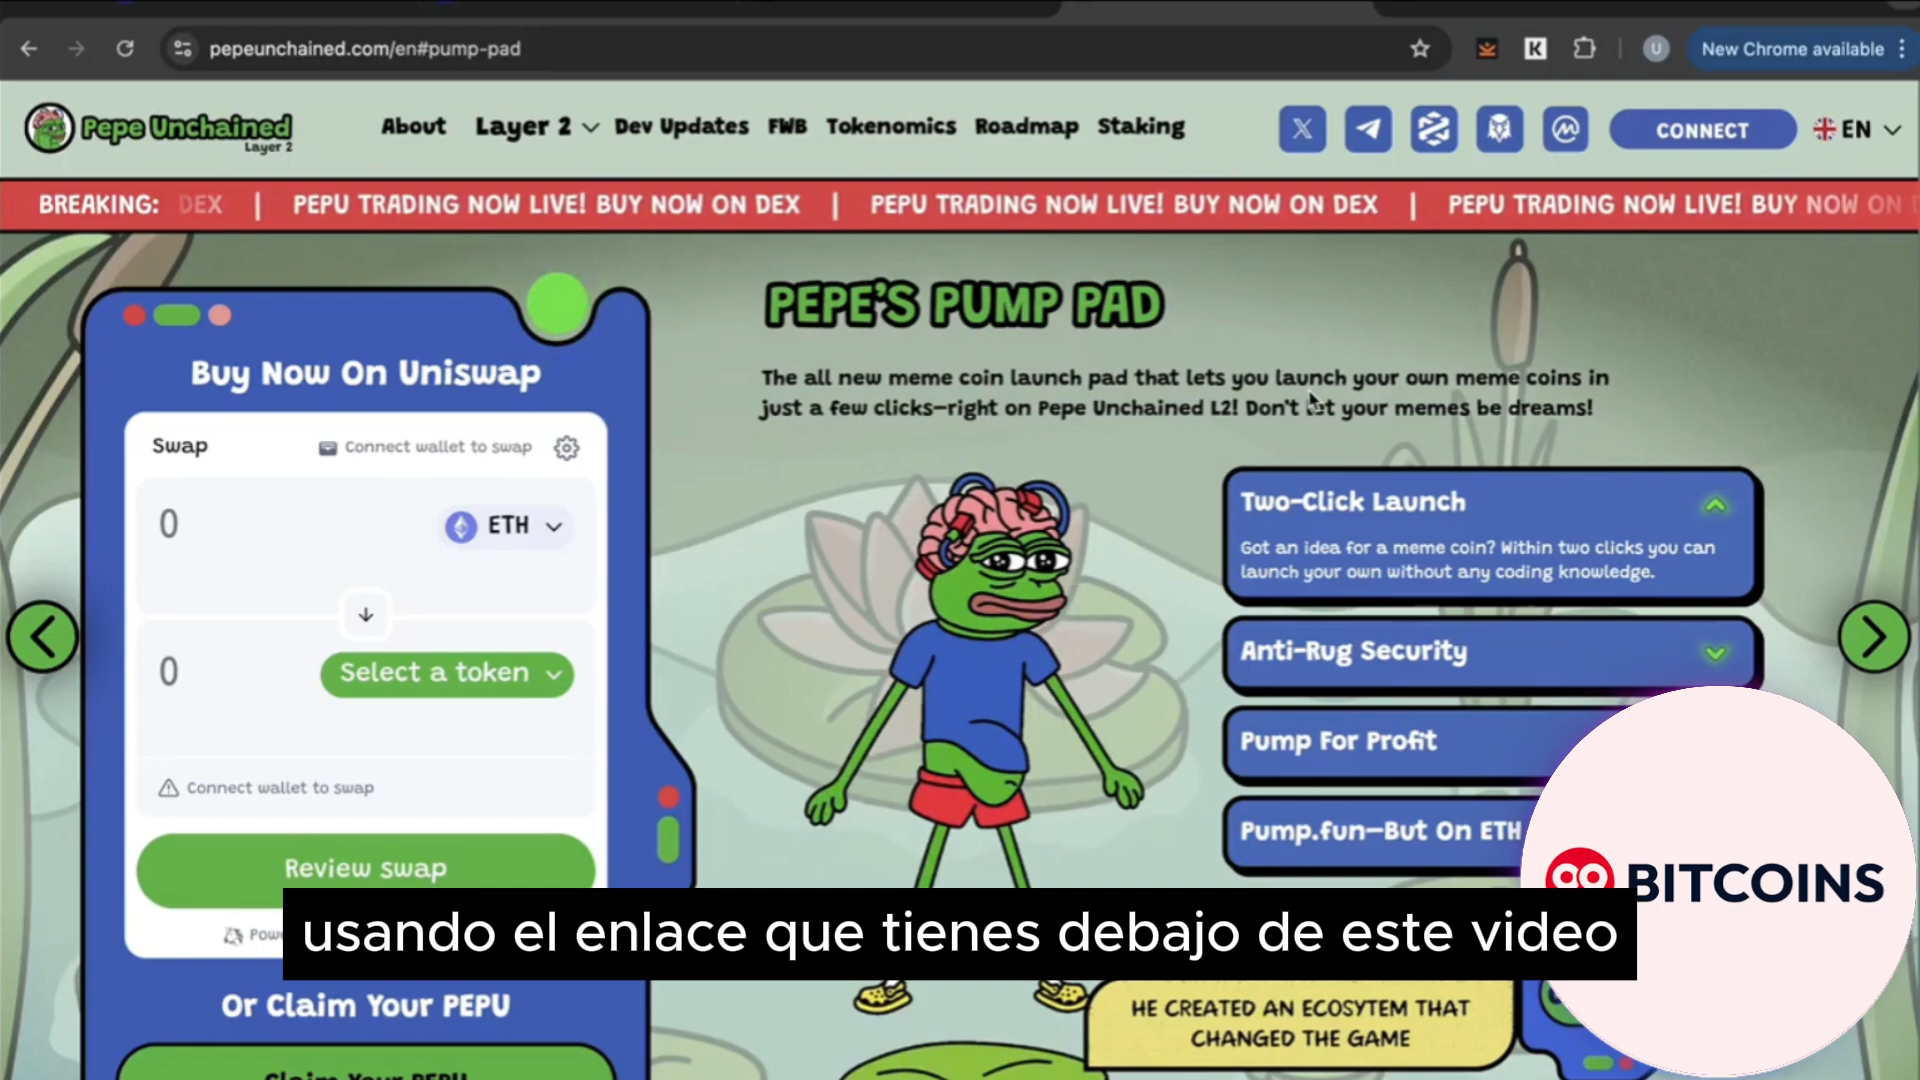 pepeunchained.com/en#pump-pad
K
U
New Chrome available
Pepe Unchained
Layer 2
About
Layer 2
Dev Updates
FWB
Tokenomics
Roadmap
Staking
CONNECT
EN
BREAKING: DEX | PEPU TRADING NOW LIVE! BUY NOW ON DEX | PEPU TRADING NOW LIVE! BUY NOW ON DEX | PEPU TRADING NOW LIVE! BUY NOW ON
PEPE'S PUMP PAD
The all new meme coin launch pad that lets you launch your own meme coins in
just a few clicks—right on Pepe Unchained L2! Don't let your memes be dreams!
Buy Now On Uniswap
Swap
Connect wallet to swap
0
ETH
0
Select a token
Connect wallet to swap
Review swap
Or Claim Your PEPU
Claim Your PEPU
Two-Click Launch
Got an idea for a meme coin? Within two clicks you can
launch your own without any coding knowledge.
Anti-Rug Security
Pump For Profit
Pump.fun—But On ETH
BITCOINS
usando el enlace que tienes debajo de este video
HE CREATED AN ECOSYTEM THAT
CHANGED THE GAME